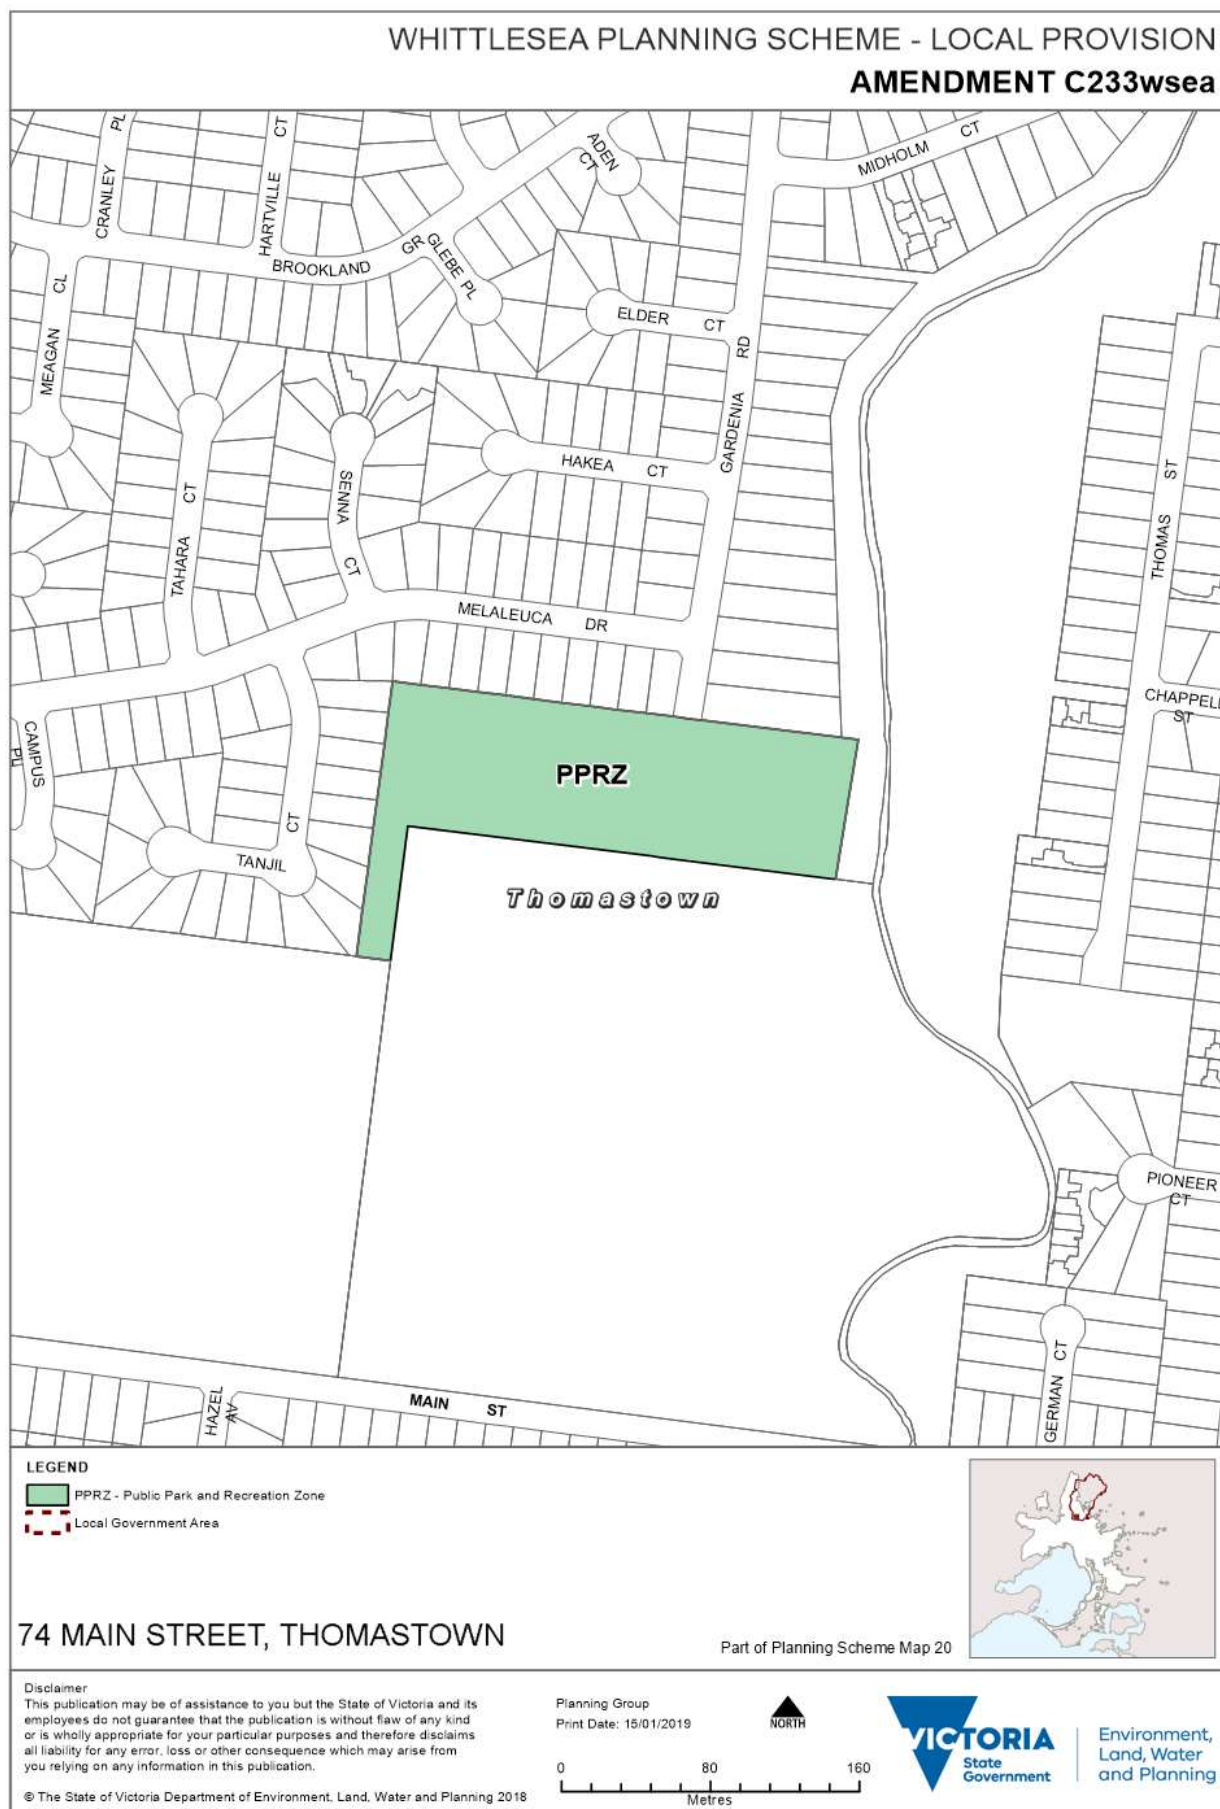 WHITTLESEA PLANNING SCHEME - LOCAL PROVISION
AMENDMENT C233wsea
CRANLEY PL
HARTVILLE CT
ADEN
CT
MIDHOLM CT
BROOKLAND GR
GLEBE PL
MEAGAN CL
ELDER CT
GARDENIA RD
HAKEA CT
TAHARA CT
SENNA CT
THOMAS ST
MELALEUCA DR
CHAPPELL
ST
CAMPUS
PL
PPRZ
TANJIL CT
Thomastown
PIONEER
CT
GERMAN CT
HAZEL
AV
MAIN ST
LEGEND
PPRZ - Public Park and Recreation Zone
Local Government Area
74 MAIN STREET, THOMASTOWN
Part of Planning Scheme Map 20
Disclaimer
This publication may be of assistance to you but the State of Victoria and its
employees do not guarantee that the publication is without flaw of any kind
or is wholly appropriate for your particular purposes and therefore disclaims
all liability for any error, loss or other consequence which may arise from
you relying on any information in this publication.
© The State of Victoria Department of Environment, Land, Water and Planning 2018
Planning Group
Print Date: 15/01/2019
NORTH
0 80 160
Metres
VICTORIA
State
Government
Environment,
Land, Water
and Planning